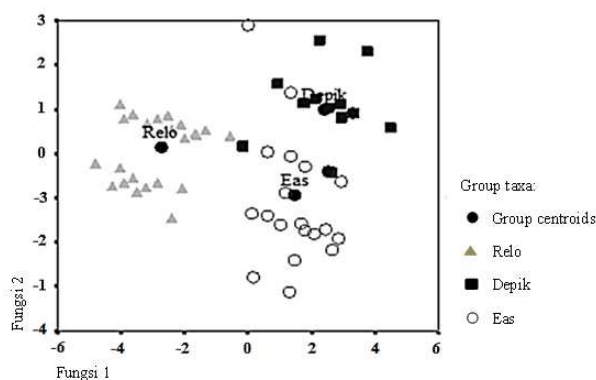 3
2
1
0
-3
-2
-1
-4
-6
-4
-2
0
2
4
6
Fungsi 2
Fungsi 1
Depik
Relo
Eas
Group taxa:
Group centroids
Relo
Depik
Eas